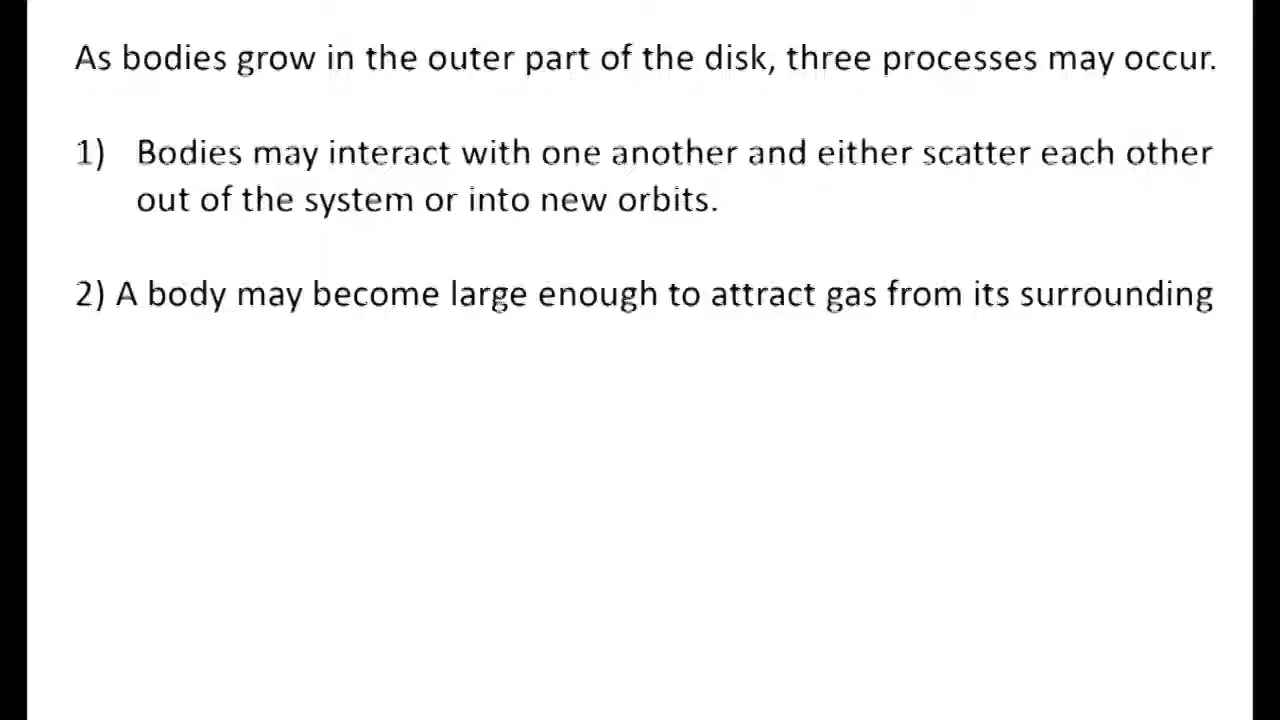 As bodies grow in the outer part of the disk, three processes may occur.
1) Bodies may interact with one another and either scatter each other
out of the system or into new orbits.
2) A body may become large enough to attract gas from its surrounding